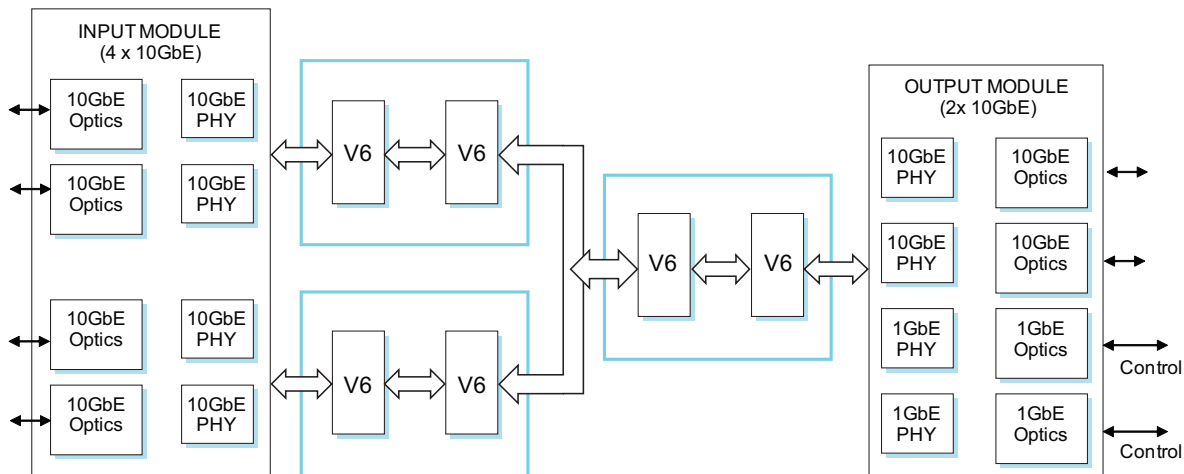 INPUT MODULE
(4 x 10GbE)
10GbE
Optics
10GbE
PHY
10GbE
Optics
10GbE
PHY
10GbE
Optics
10GbE
PHY
10GbE
Optics
10GbE
PHY
V6
V6
V6
V6
V6
V6
OUTPUT MODULE
(2x 10GbE)
10GbE
PHY
10GbE
Optics
10GbE
PHY
10GbE
Optics
1GbE
PHY
1GbE
Optics
Control
1GbE
PHY
1GbE
Optics
Control